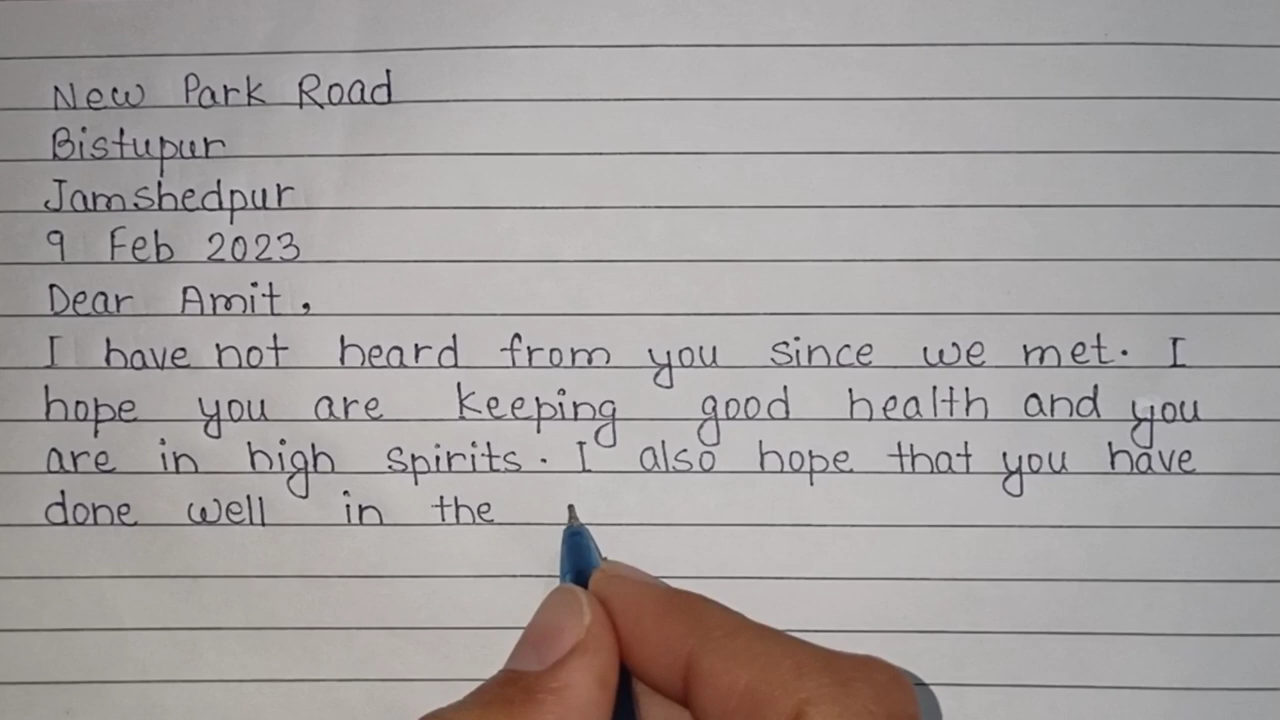 New Park Road
Bistupur
Jamshedpur
9 Feb 2023
Dear Amit,
I have not heard from you since we met. I
hope you are keeping good health and you
are in high spirits. I also hope that you have
done well in the